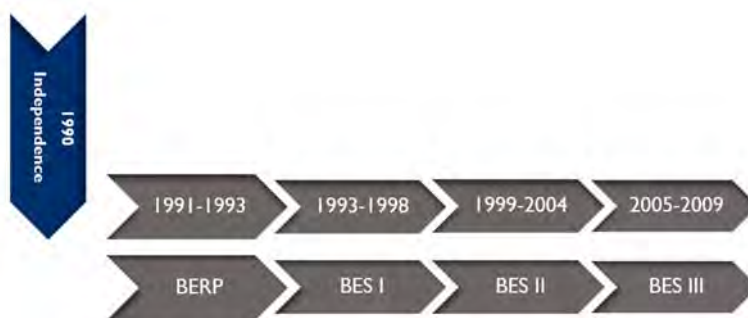 1990
Independence
1991-1993
1993-1998
1999-2004
2005-2009
BERP
BES I
BES II
BES III